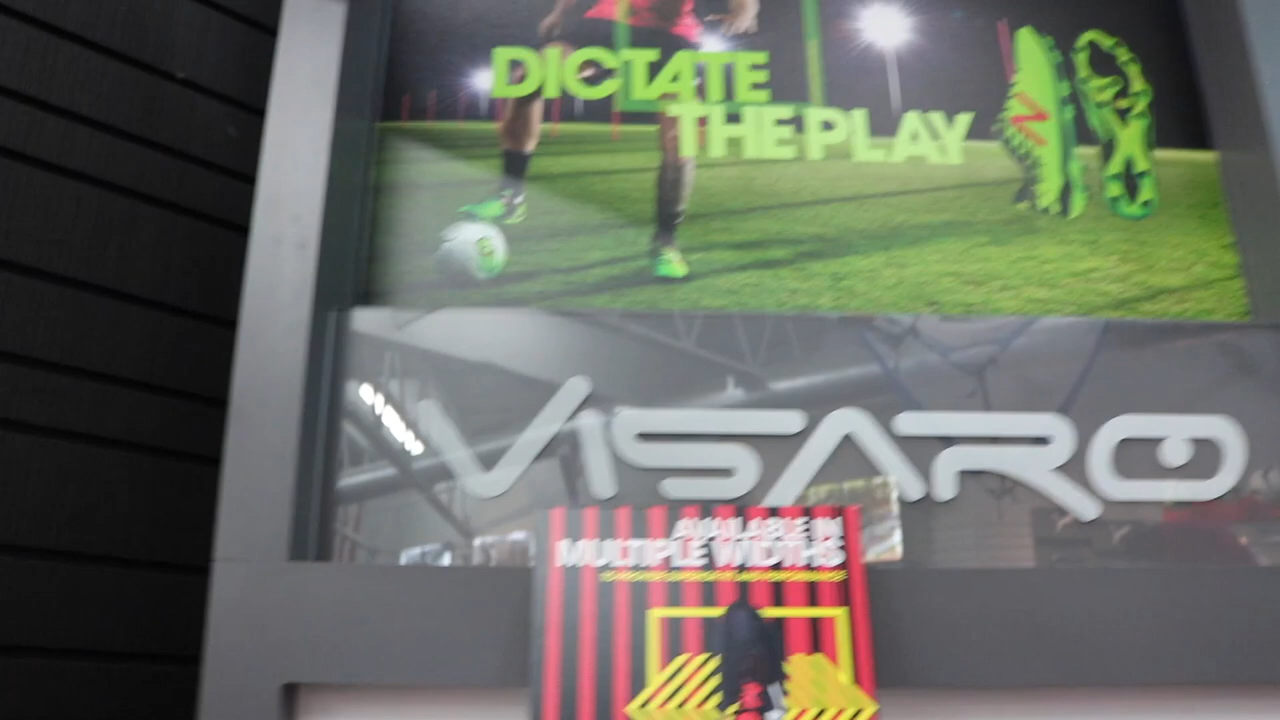 DICTATE
THE PLAY
VISARO
AVAILABLE IN
MULTIPLE WIDTHS